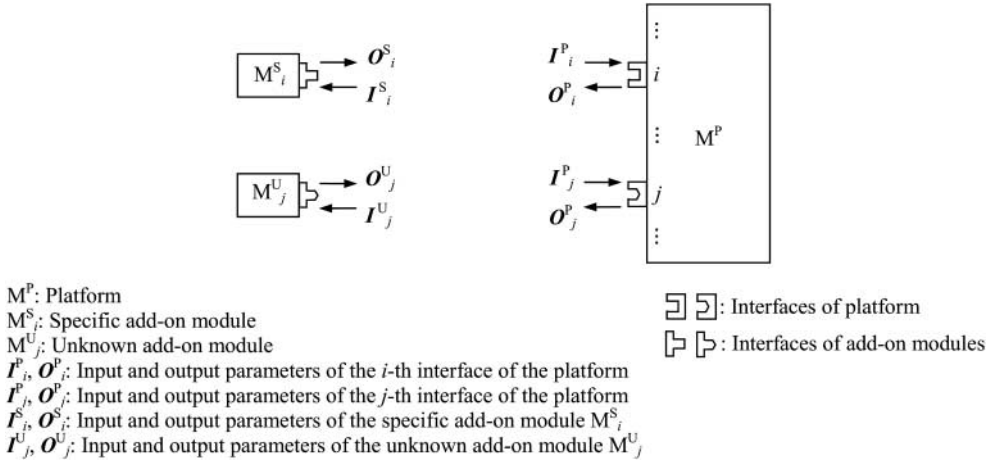 M^S_i
O^S_i
I^S_i
I^P_i
O^P_i
i
M^P
M^U_j
O^U_j
I^U_j
I^P_j
O^P_j
j
M^P: Platform
M^S_i: Specific add-on module
M^U_j: Unknown add-on module
I^P_i, O^P_i: Input and output parameters of the i-th interface of the platform
I^P_j, O^P_j: Input and output parameters of the j-th interface of the platform
I^S_i, O^S_i: Input and output parameters of the specific add-on module M^S_i
I^U_j, O^U_j: Input and output parameters of the unknown add-on module M^U_j
: Interfaces of platform
: Interfaces of add-on modules